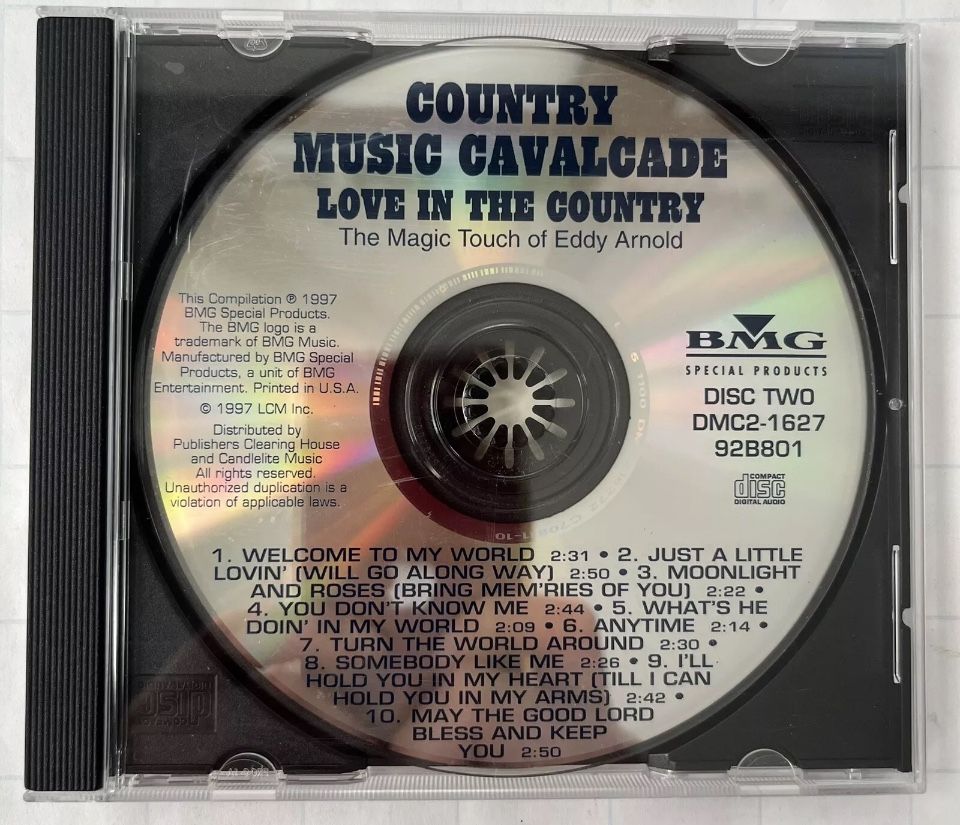 COUNTRY
MUSIC CAVALCADE
LOVE IN THE COUNTRY
The Magic Touch of Eddy Arnold
This Compilation ℗ 1997
BMG Special Products.
The BMG logo is a
trademark of BMG Music.
Manufactured by BMG Special
Products, a unit of BMG
Entertainment. Printed in U.S.A.
© 1997 LCM Inc.
Distributed by
Publishers Clearing House
and Candlelite Music
All rights reserved.
Unauthorized duplication is a
violation of applicable laws.
BMG
SPECIAL PRODUCTS
DISC TWO
DMC2-1627
92B801
COMPACT
disc
DIGITAL AUDIO
1. WELCOME TO MY WORLD 2:31 • 2. JUST A LITTLE
LOVIN' (WILL GO ALONG WAY) 2:50 • 3. MOONLIGHT
AND ROSES (BRING MEM'RIES OF YOU) 2:22 •
4. YOU DON'T KNOW ME 2:44 • 5. WHAT'S HE
DOIN' IN MY WORLD 2:09 • 6. ANYTIME 2:14 •
7. TURN THE WORLD AROUND 2:30 •
8. SOMEBODY LIKE ME 2:26 • 9. I'LL
HOLD YOU IN MY HEART (TILL I CAN
HOLD YOU IN MY ARMS) 2:42 •
10. MAY THE GOOD LORD
BLESS AND KEEP
YOU 2:50